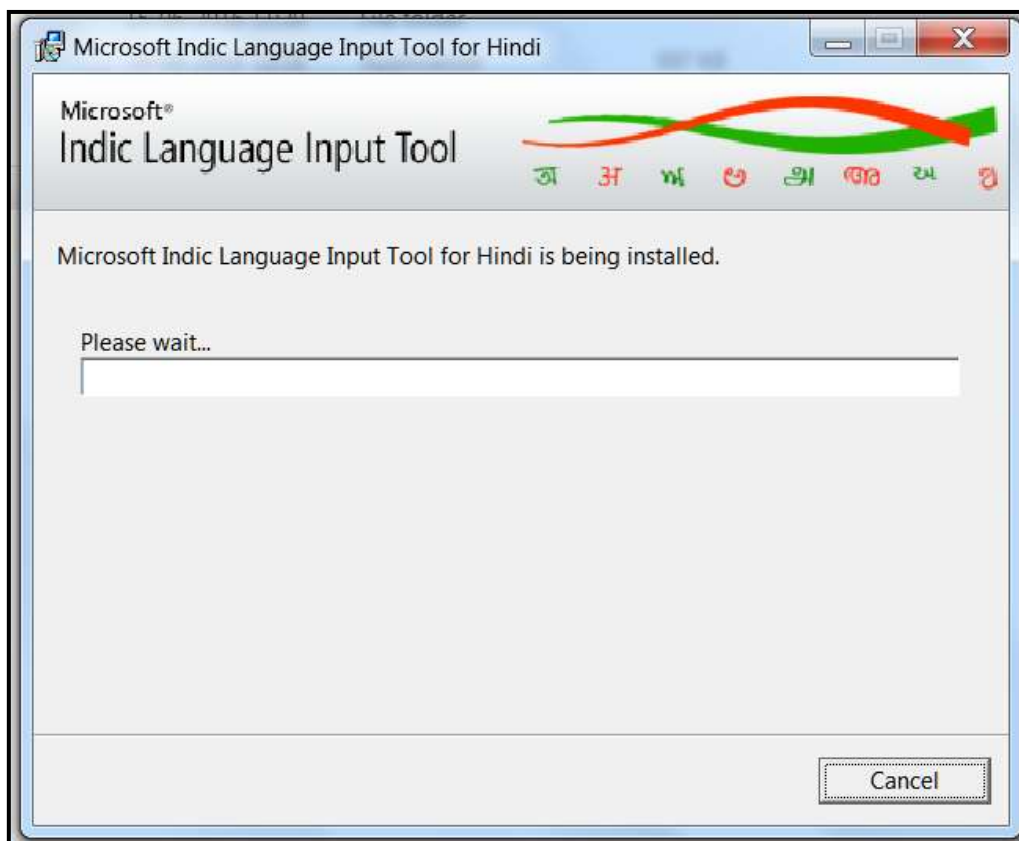 Microsoft Indic Language Input Tool for Hindi
Microsoft®
Indic Language Input Tool
অ अ ਅ అ அ അ અ ଅ
Microsoft Indic Language Input Tool for Hindi is being installed.
Please wait...
Cancel